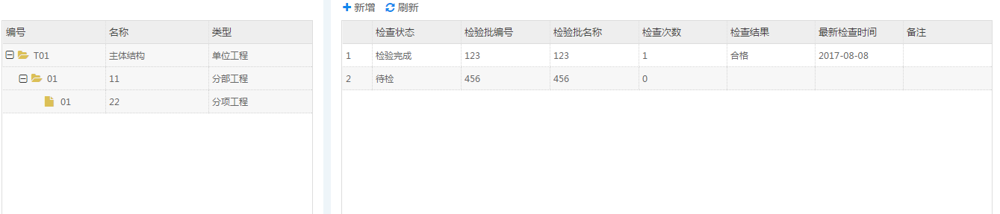 新增 刷新
编号 名称 类型
T01 主体结构 单位工程
01 11 分部工程
01 22 分项工程
检查状态 检验批编号 检验批名称 检查次数 检查结果 最新检查时间 备注
1 检验完成 123 123 1 合格 2017-08-08
2 待检 456 456 0